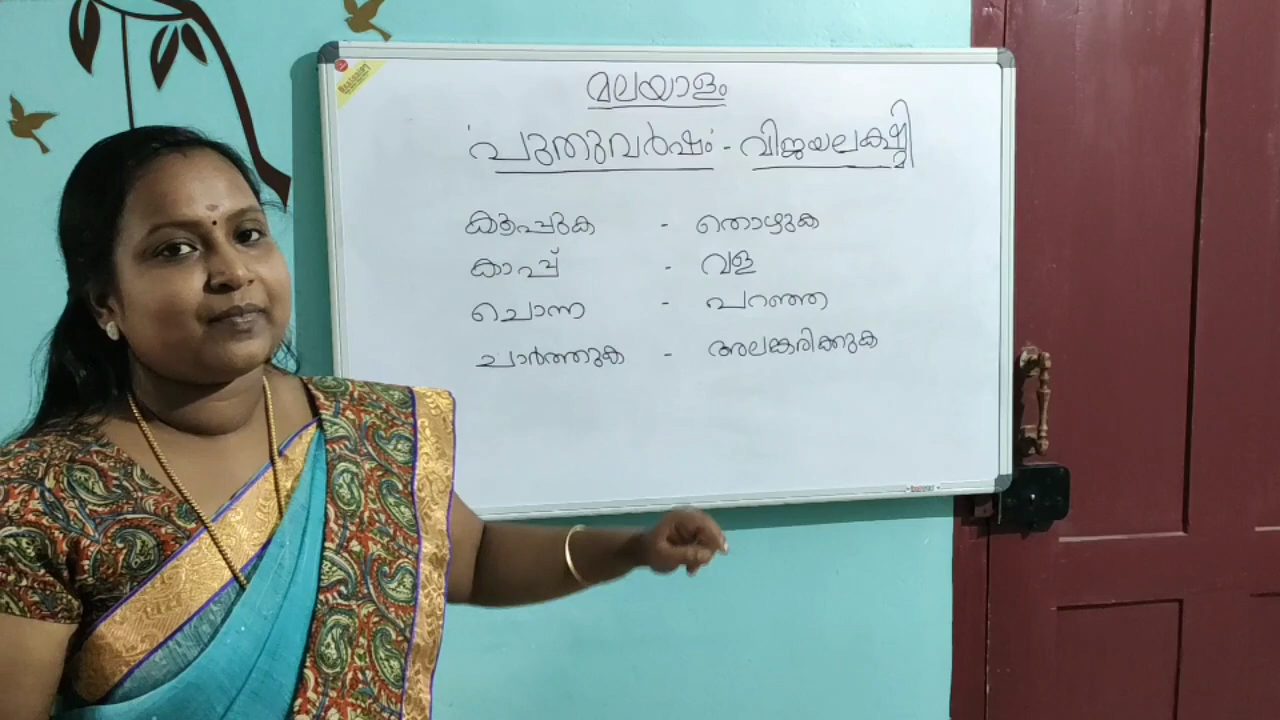 മലയാളം
'പുതുവർഷം' - വിജയലക്ഷ്മി
കൂപ്പുക - തൊഴുക
കാപ്പ് - വള
ചൊന്ന - പറഞ്ഞ
ചാർത്തുക - അലങ്കരിക്കുക